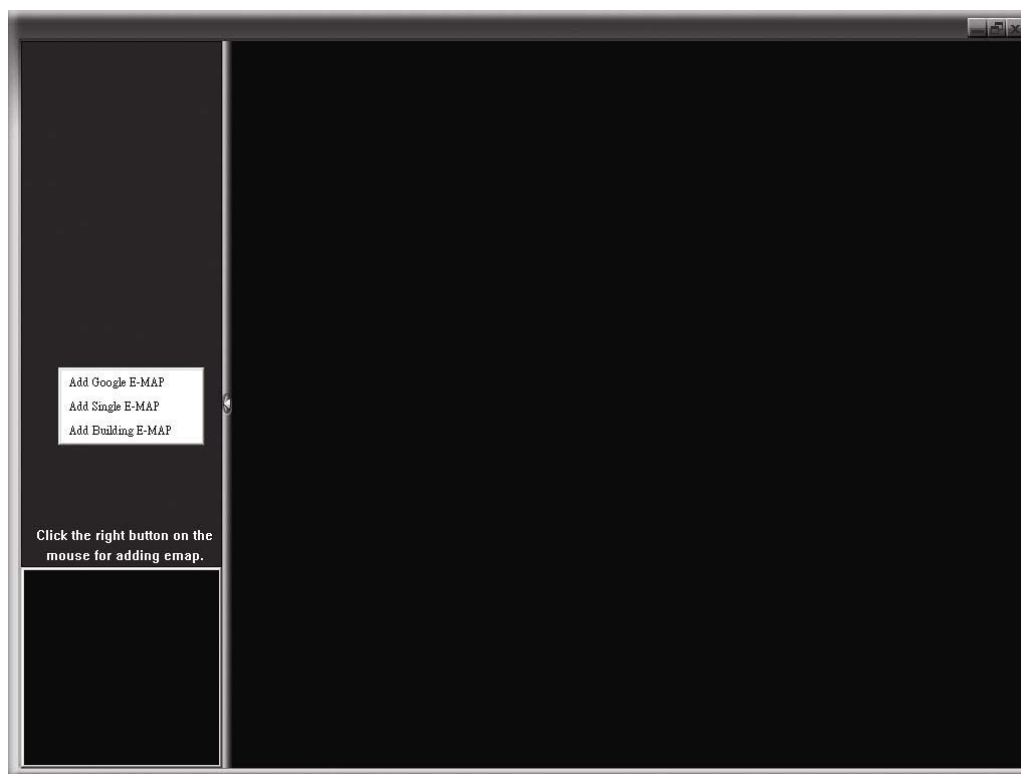 Add Google E-MAP
Add Single E-MAP
Add Building E-MAP
Click the right button on the
mouse for adding emap.